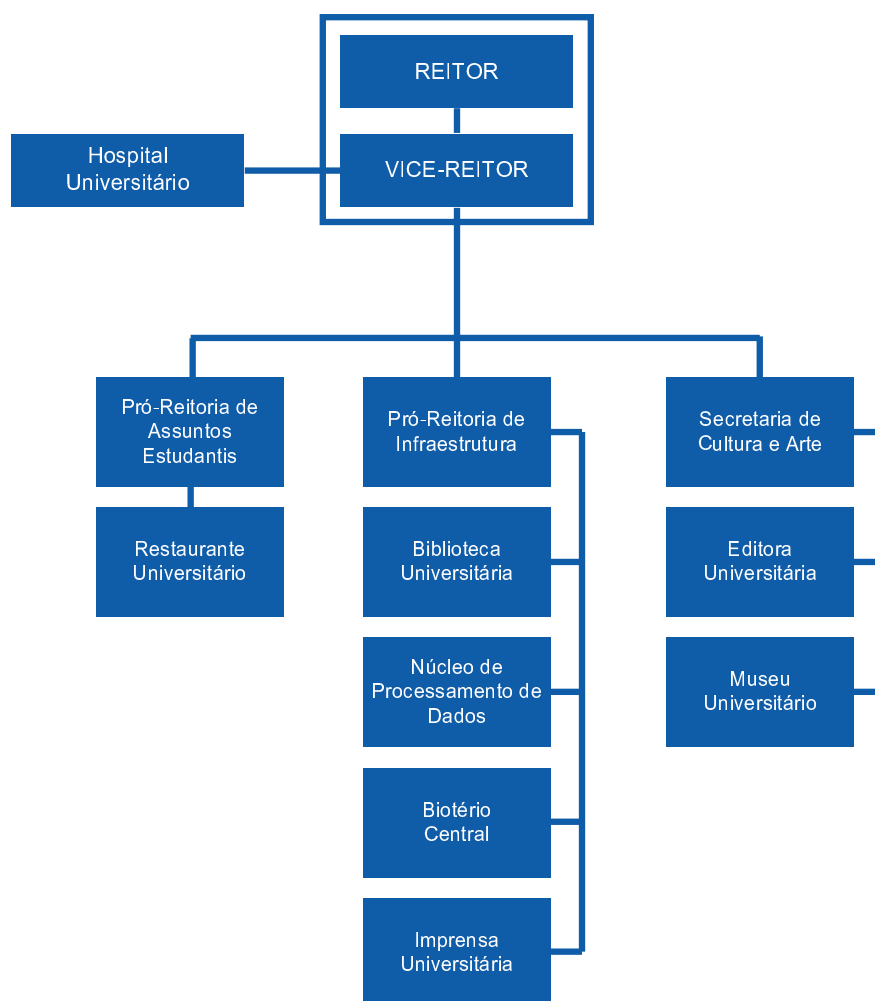 REITOR
Hospital
Universitário
VICE-REITOR
Pró-Reitoria de
Assuntos
Estudantis
Pró-Reitoria de
Infraestrutura
Secretaria de
Cultura e Arte
Restaurante
Universitário
Biblioteca
Universitária
Editora
Universitária
Núcleo de
Processamento de
Dados
Museu
Universitário
Biotério
Central
Imprensa
Universitária